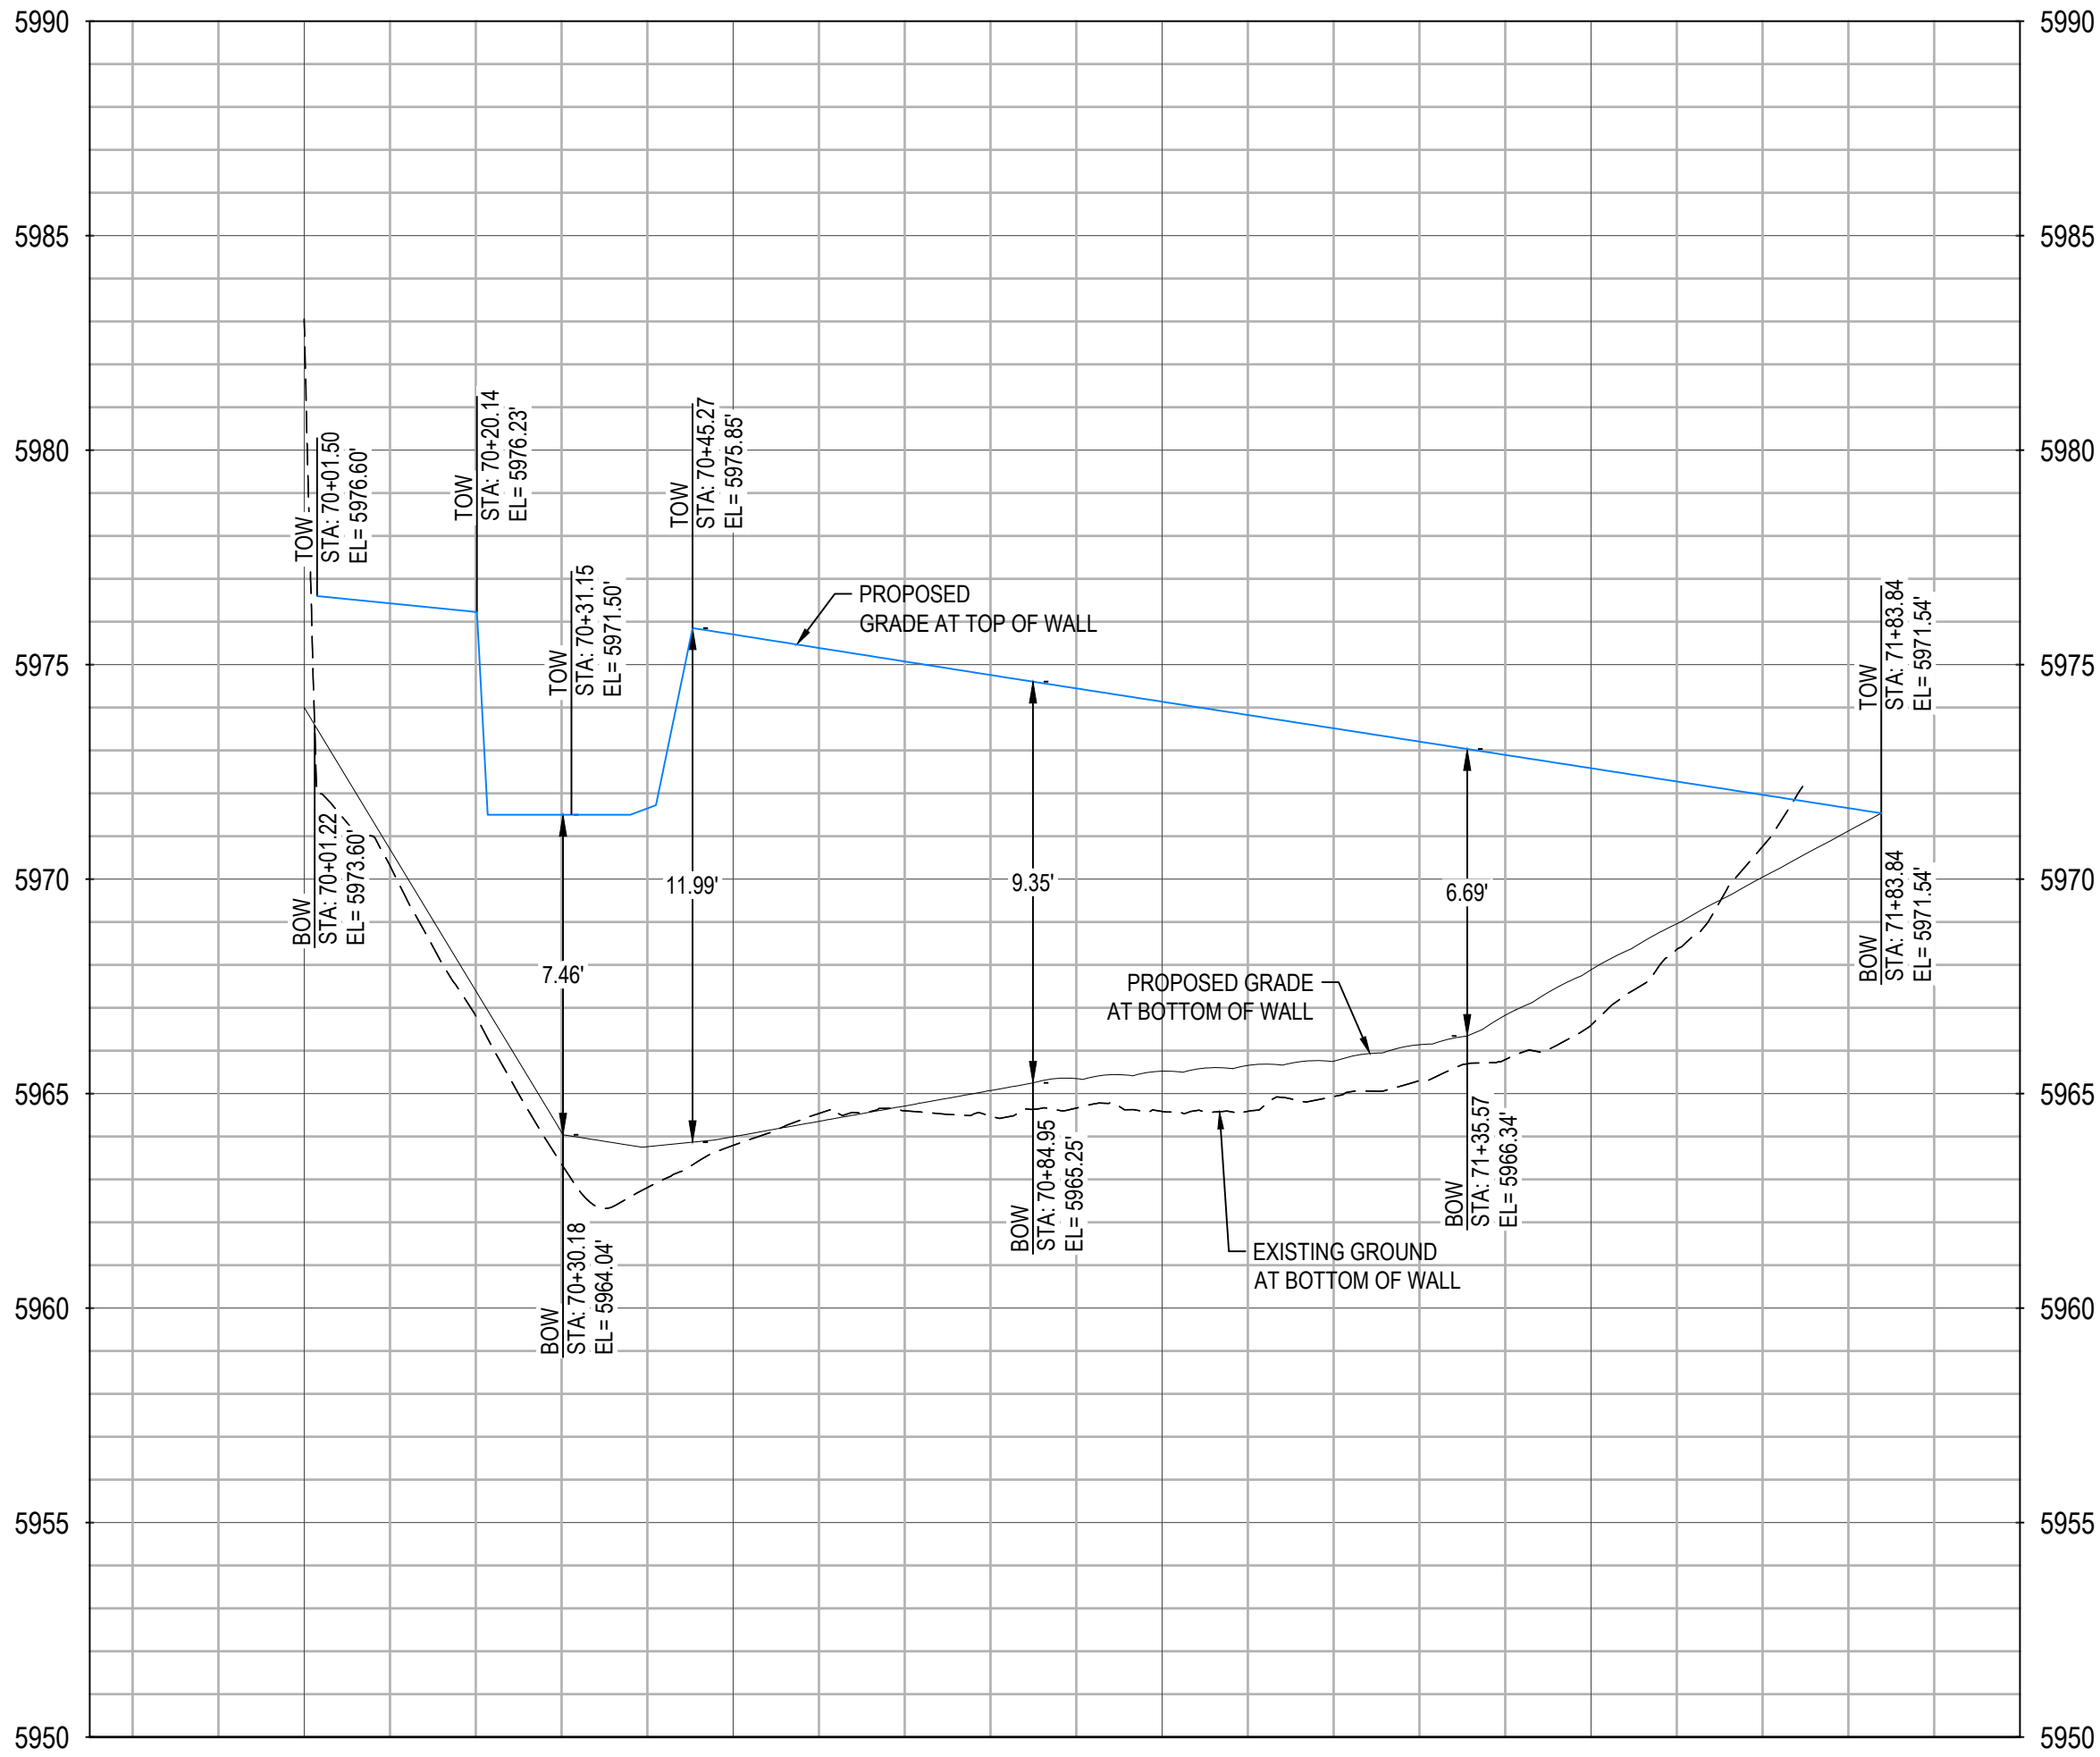 5990
5985
5980
5975
5970
5965
5960
5955
5950
5990
5985
5980
5975
5970
5965
5960
5955
5950
TOW
STA: 70+01.50
EL= 5976.60'
TOW
STA: 70+20.14
EL= 5976.23'
TOW
STA: 70+31.15
EL= 5971.50'
TOW
STA: 70+45.27
EL= 5975.85'
PROPOSED
GRADE AT TOP OF WALL
TOW
STA: 71+83.84
EL= 5971.54'
BOW
STA: 70+01.22
EL= 5973.60'
7.46'
11.99'
9.35'
6.69'
PROPOSED GRADE
AT BOTTOM OF WALL
BOW
STA: 71+83.84
EL= 5971.54'
BOW
STA: 70+30.18
EL= 5964.04'
BOW
STA: 70+84.95
EL= 5965.25'
BOW
STA: 71+35.57
EL= 5966.34'
EXISTING GROUND
AT BOTTOM OF WALL